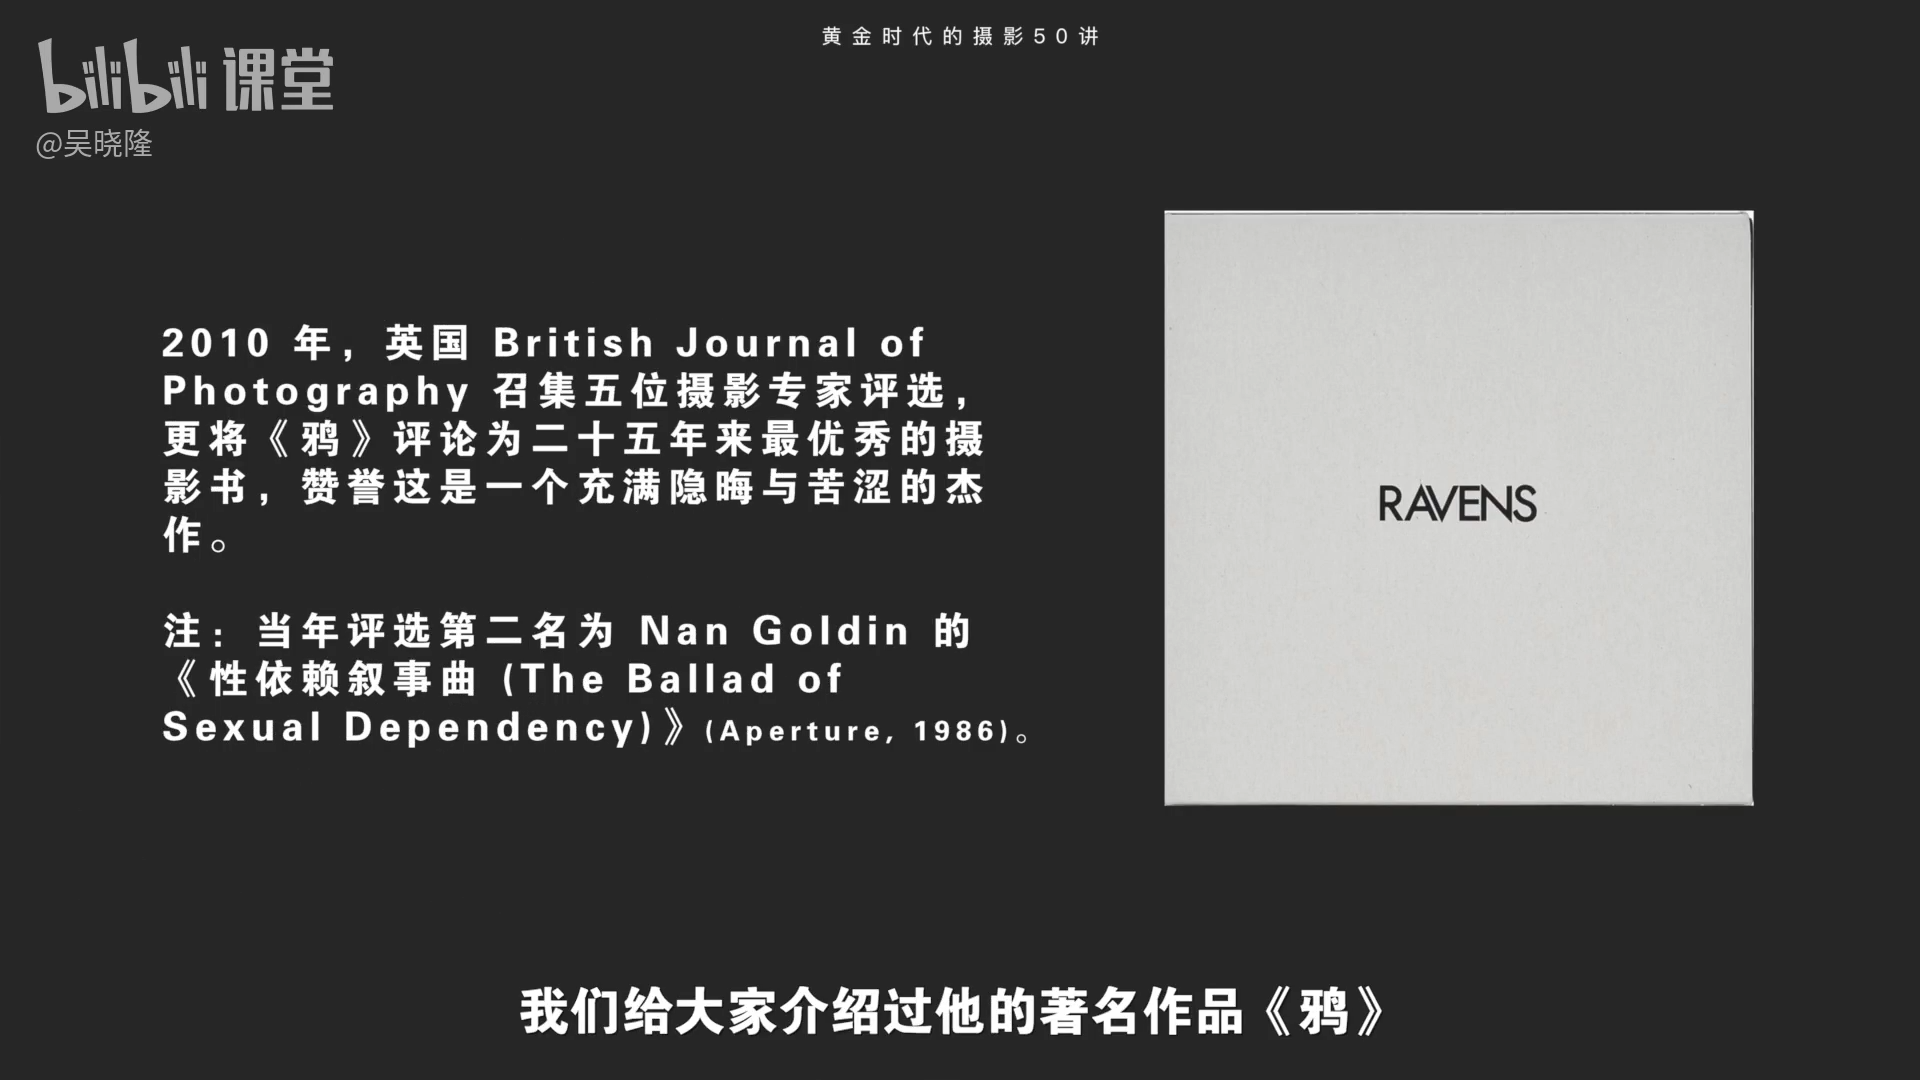 黄金时代的摄影50讲
bilibili 课堂
@吴晓隆
2010 年，英国 British Journal of
Photography 召集五位摄影专家评选，
更将《鸦》评论为二十五年来最优秀的摄
影书，赞誉这是一个充满隐晦与苦涩的杰
作。
注：当年评选第二名为 Nan Goldin 的
《性依赖叙事曲 (The Ballad of
Sexual Dependency)》(Aperture, 1986)。
RAVENS
我们给大家介绍过他的著名作品《鸦》